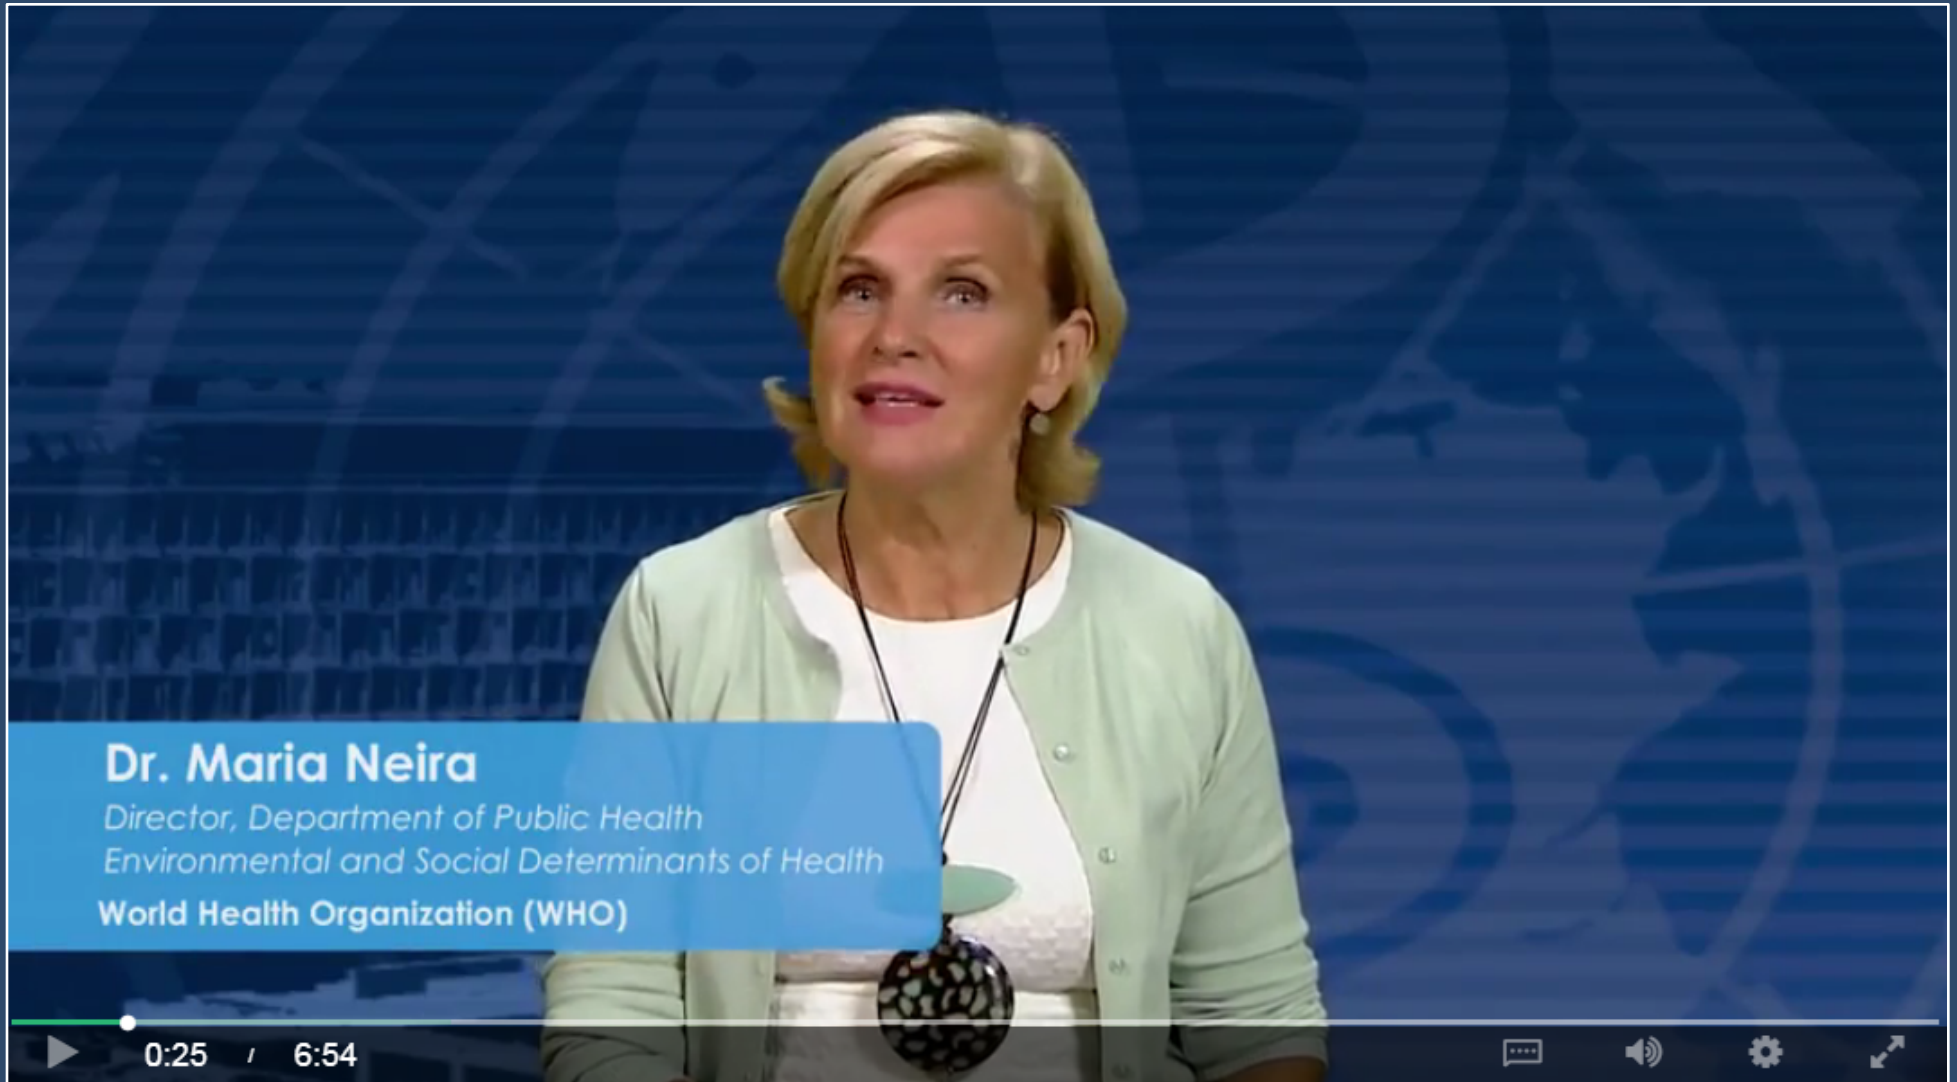 Dr. Maria Neira
Director, Department of Public Health
Environmental and Social Determinants of Health
World Health Organization (WHO)
0:25 / 6:54